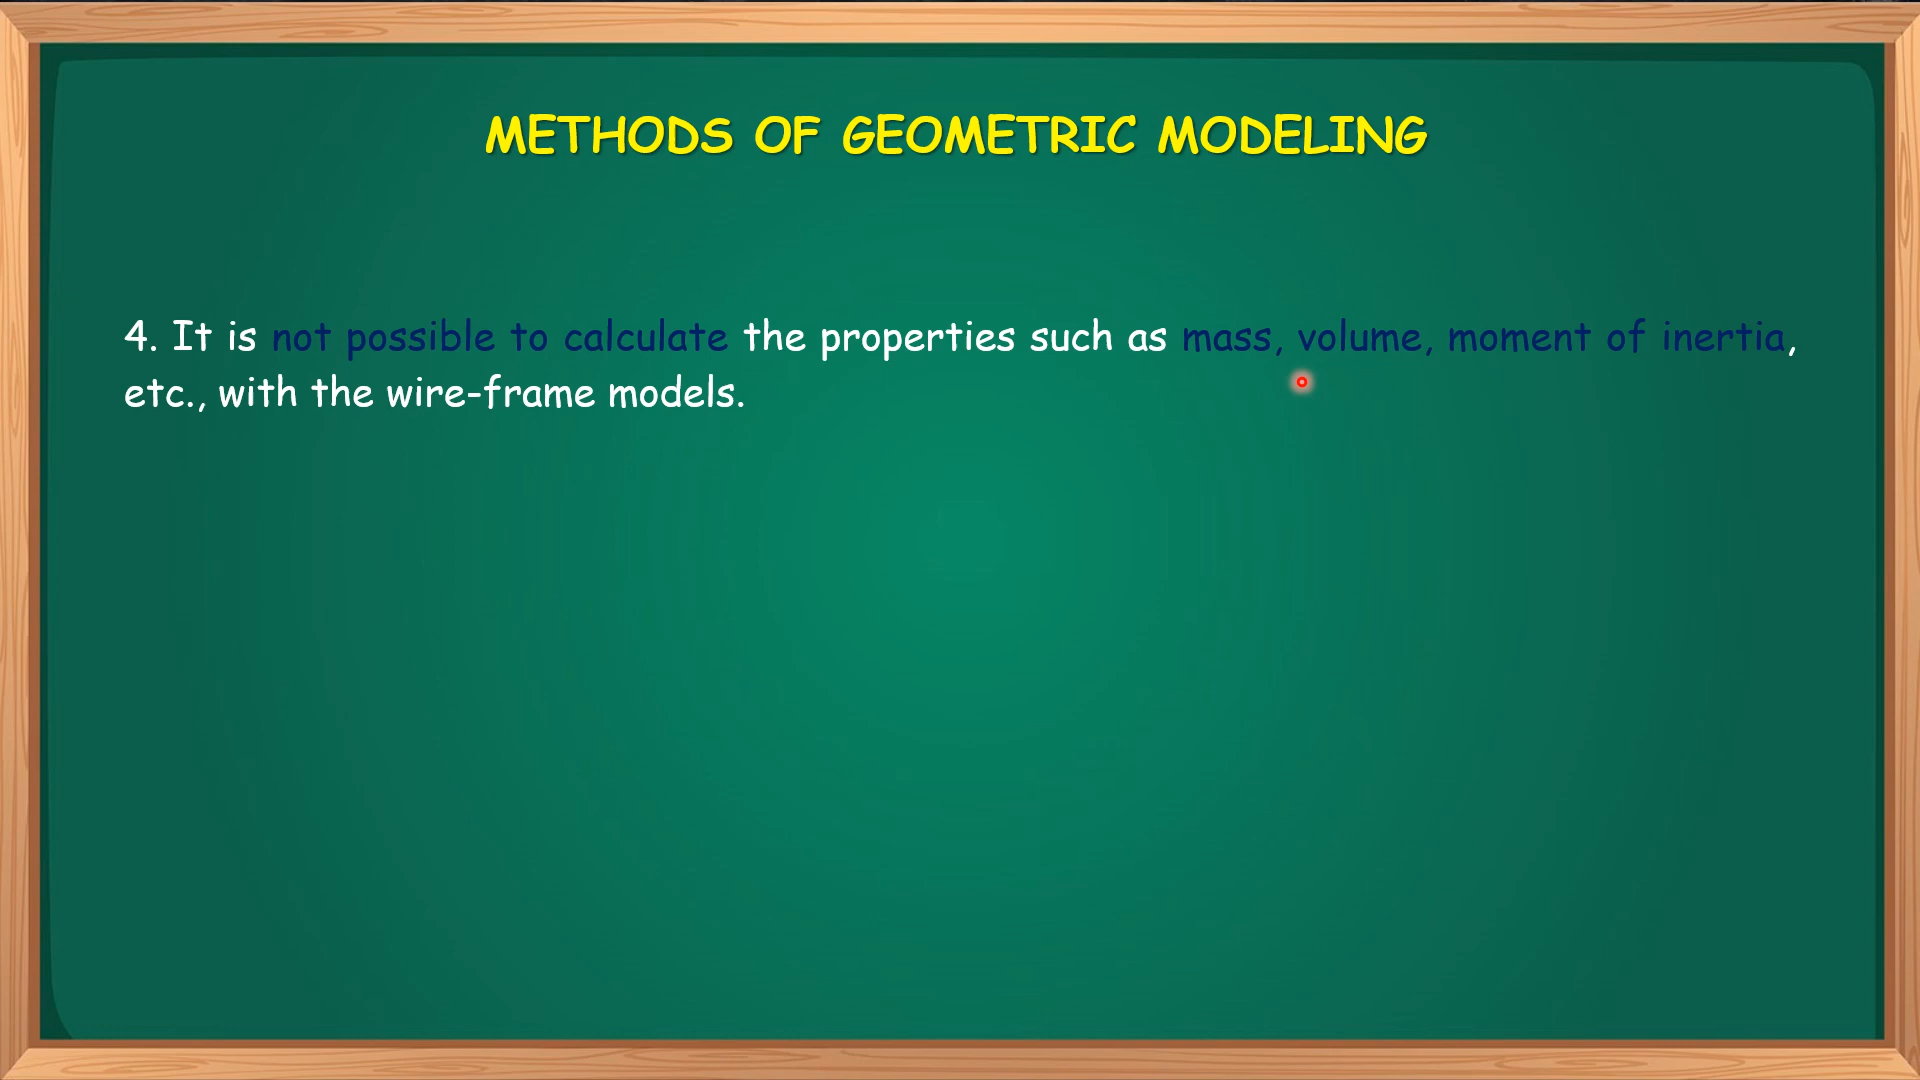 METHODS OF GEOMETRIC MODELING
4. It is not possible to calculate the properties such as mass, volume, moment of inertia,
etc., with the wire-frame models.